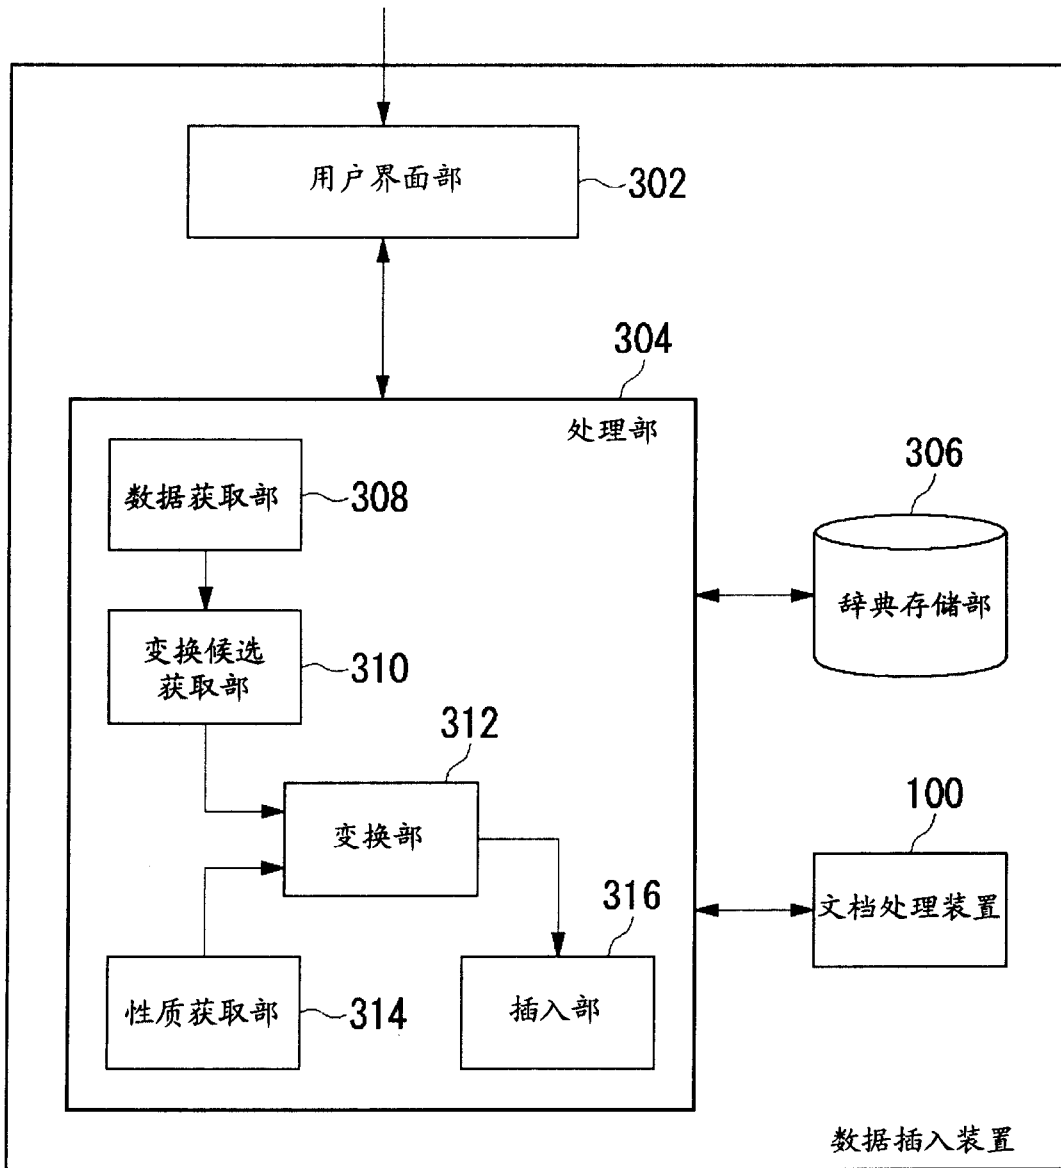 用户界面部
302
304
处理部
数据获取部
308
306
辞典存储部
变换候选
获取部
310
312
变换部
100
文档处理装置
316
性质获取部
314
插入部
数据插入装置